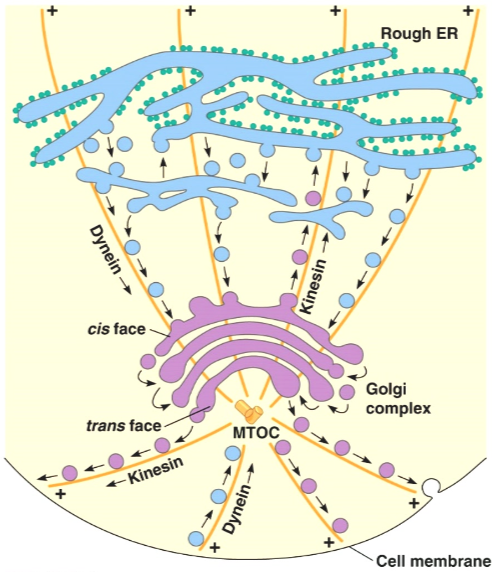 + + + +
Rough ER
Dynein
Kinesin
cis face
Golgi
complex
trans face
MTOC
Kinesin
+
Dynein
+
+
+
Cell membrane